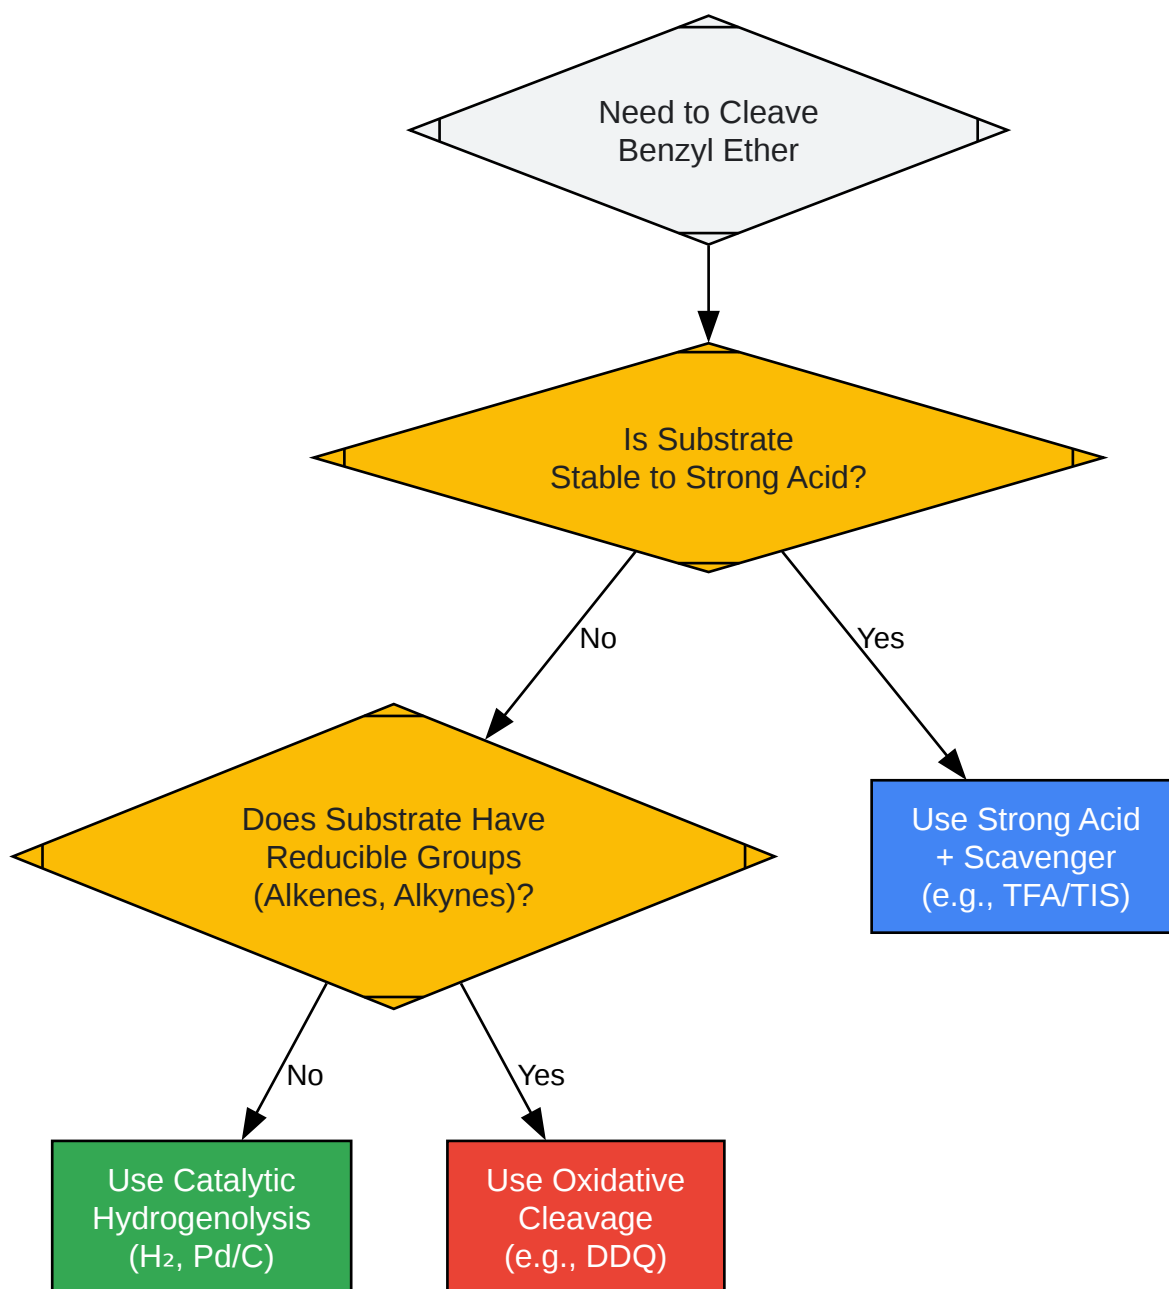 Need to Cleave
Benzyl Ether
Is Substrate
Stable to Strong Acid?
No
Yes
Does Substrate Have
Reducible Groups
(Alkenes, Alkynes)?
Use Strong Acid
+ Scavenger
(e.g., TFA/TIS)
No
Yes
Use Catalytic
Hydrogenolysis
(H₂, Pd/C)
Use Oxidative
Cleavage
(e.g., DDQ)